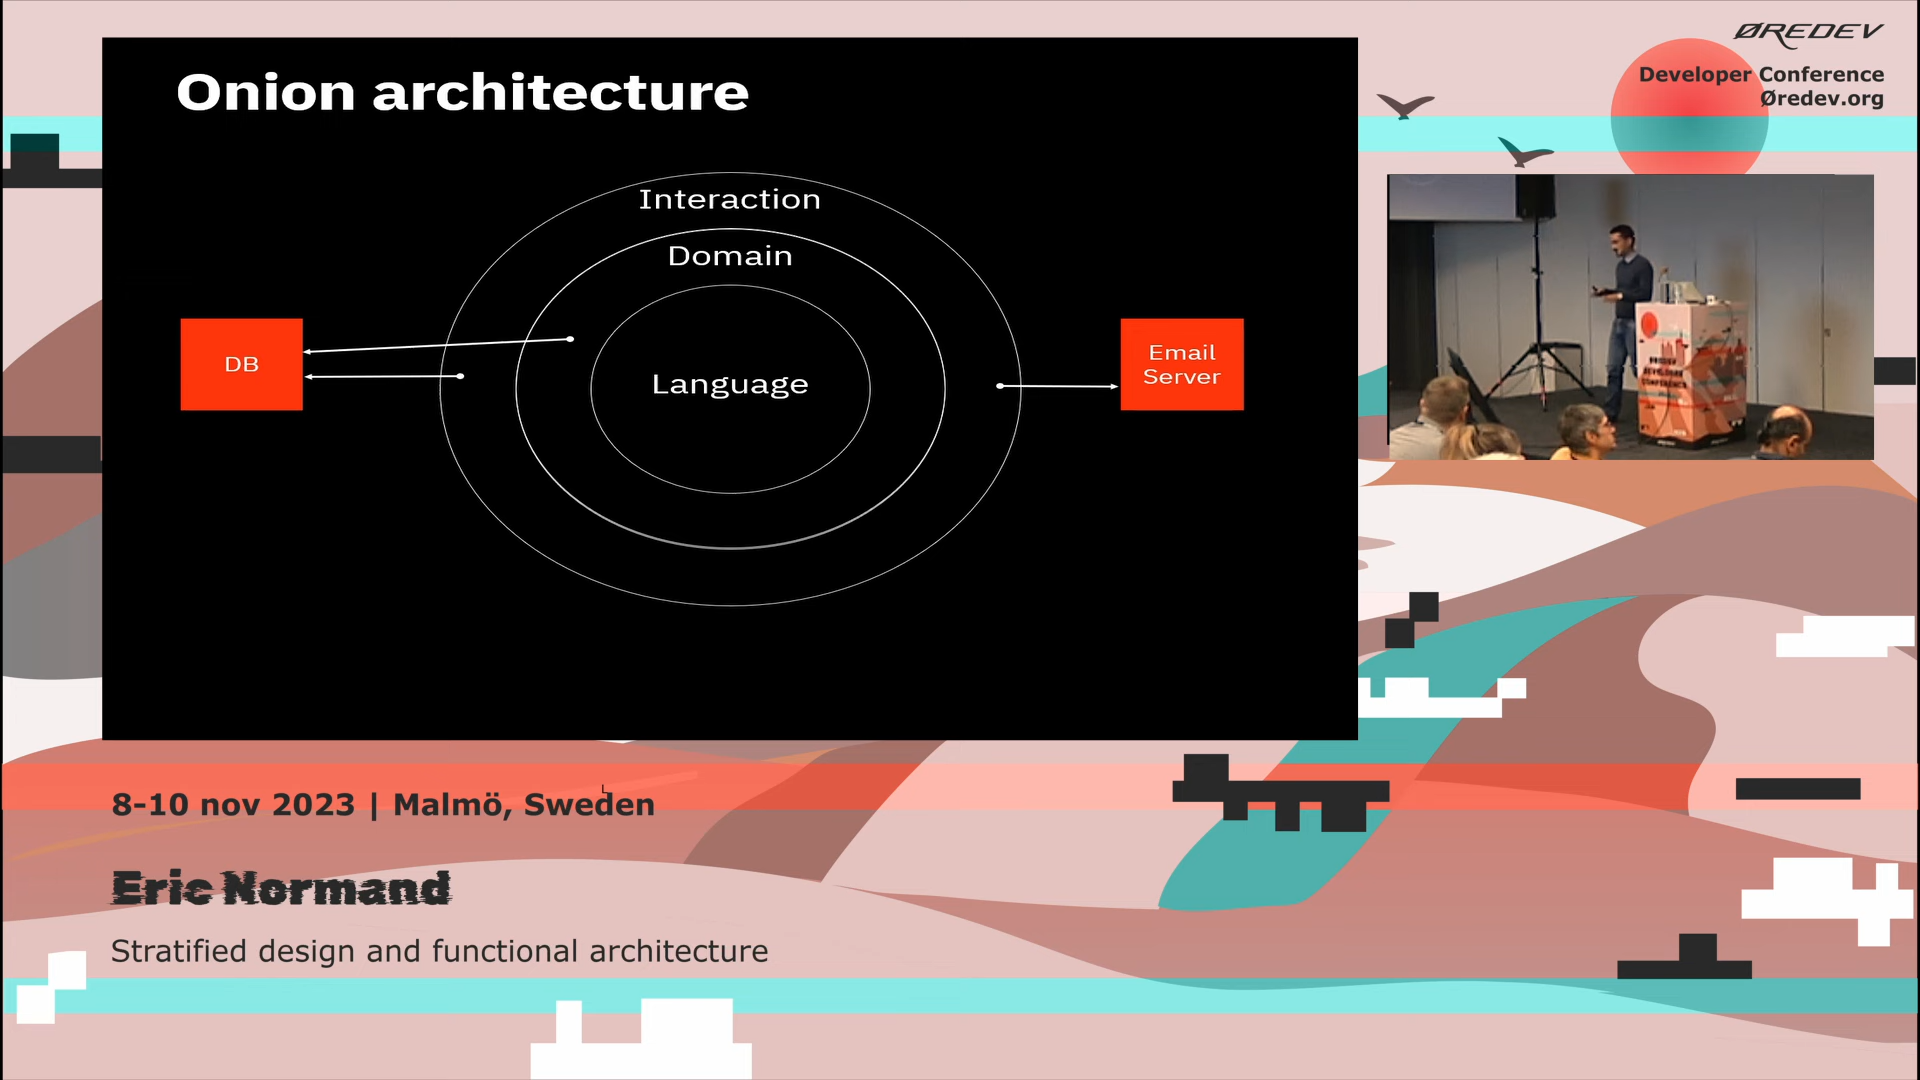 Onion architecture
Interaction
Domain
Language
DB
Email
Server
ØREDEV
Developer Conference
Øredev.org
8-10 nov 2023 | Malmö, Sweden
Eric Normand
Stratified design and functional architecture